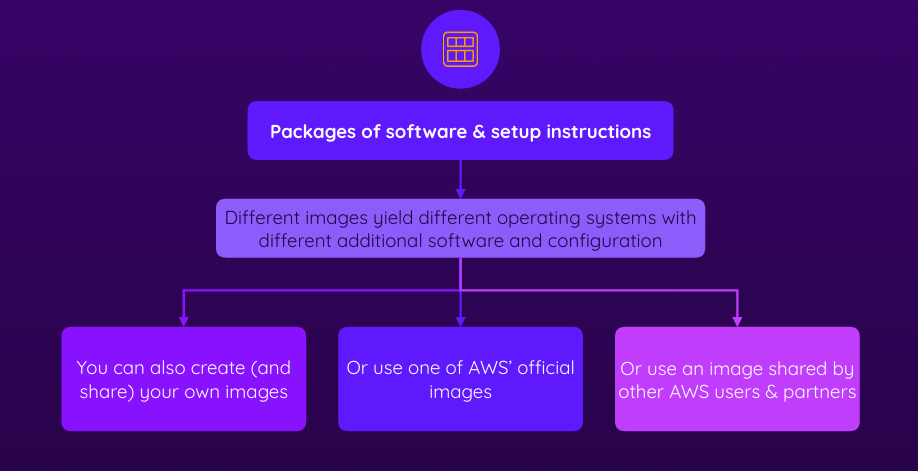 Packages of software & setup instructions
Different images yield different operating systems with
different additional software and configuration
You can also create (and
share) your own images
Or use one of AWS’ official
images
Or use an image shared by
other AWS users & partners